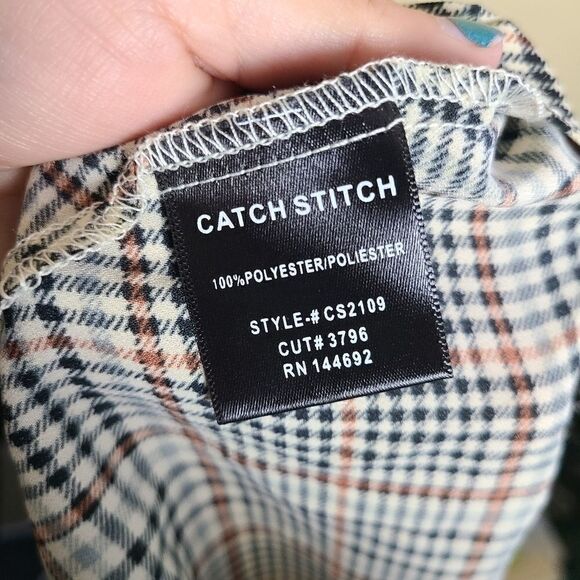 CATCH STITCH
100%POLYESTER/POLIESTER
STYLE-# CS2109
CUT# 3796
RN 144692